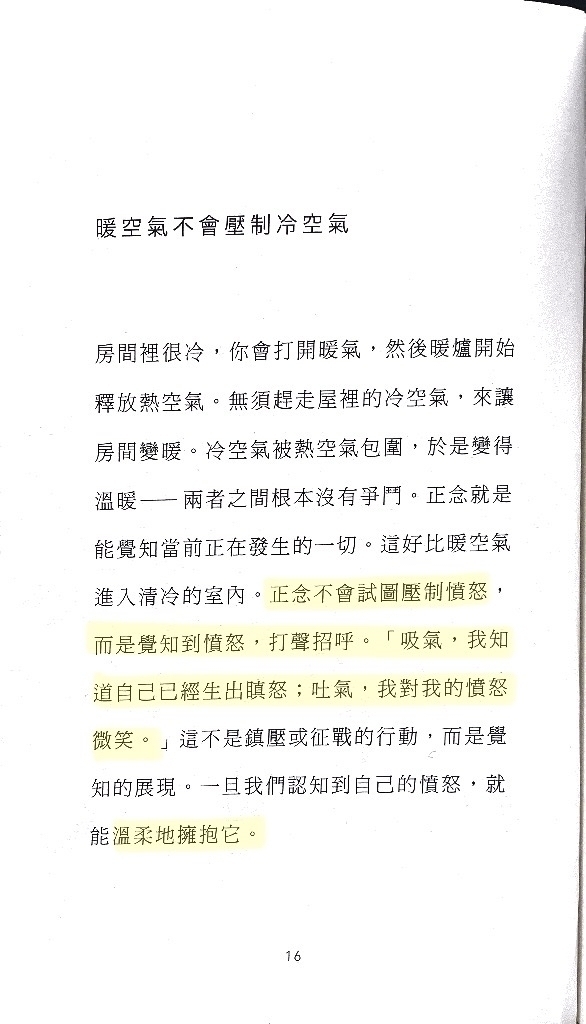 暖空氣不會壓制冷空氣
房間裡很冷，你會打開暖氣，然後暖爐開始
釋放熱空氣。無須趕走屋裡的冷空氣，來讓
房間變暖。冷空氣被熱空氣包圍，於是變得
溫暖——兩者之間根本沒有爭鬥。正念就是
能覺知當前正在發生的一切。這好比暖空氣
進入清冷的室內。正念不會試圖壓制憤怒，
而是覺知到憤怒，打聲招呼。「吸氣，我知
道自己已經生出瞋怒；吐氣，我對我的憤怒
微笑。」這不是鎮壓或征戰的行動，而是覺
知的展現。一旦我們認知到自己的憤怒，就
能溫柔地擁抱它。
16